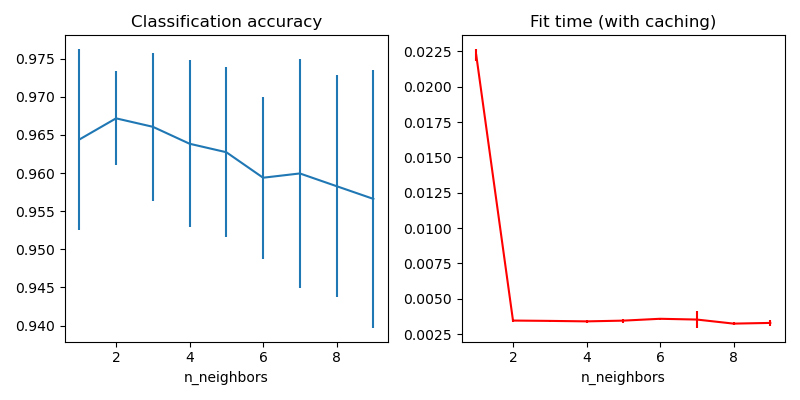 Classification accuracy
0.975
0.970
0.965
0.960
0.955
0.950
0.945
0.940
2 4 6 8
n_neighbors
Fit time (with caching)
0.0225
0.0200
0.0175
0.0150
0.0125
0.0100
0.0075
0.0050
0.0025
2 4 6 8
n_neighbors